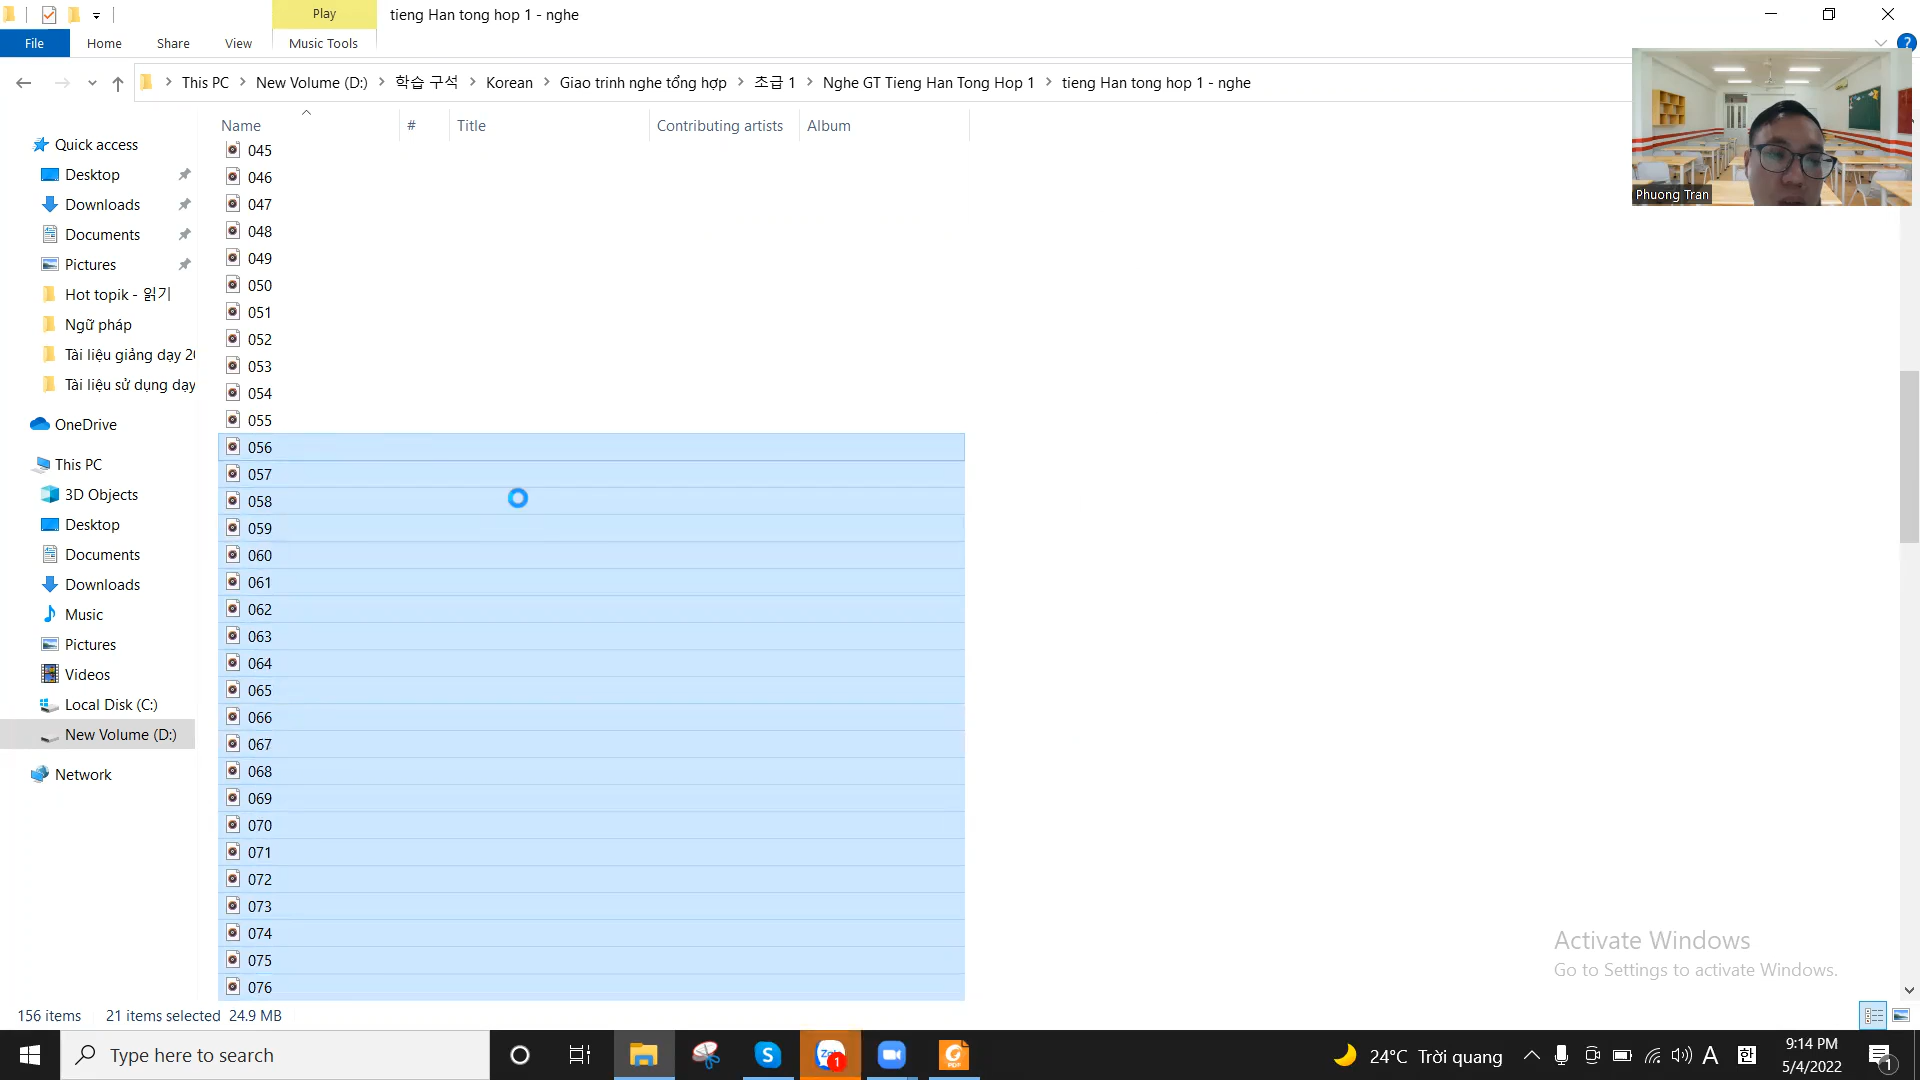 Play
tieng Han tong hop 1 - nghe
File
Home
Share
View
Music Tools
?
This PC
New Volume (D:)
학습 구석
Korean
Giao trinh nghe tổng hợp
초급 1
Nghe GT Tieng Han Tong Hop 1
tieng Han tong hop 1 - nghe
Phuong Tran
Name
#
Title
Contributing artists
Album
Quick access
Desktop
Downloads
Documents
Pictures
Hot topik - 읽기
Ngữ pháp
Tài liệu giảng dạy 20
Tài liệu sử dụng dạy
OneDrive
This PC
3D Objects
Desktop
Documents
Downloads
Music
Pictures
Videos
Local Disk (C:)
New Volume (D:)
Network
045
046
047
048
049
050
051
052
053
054
055
056
057
058
059
060
061
062
063
064
065
066
067
068
069
070
071
072
073
074
075
076
Activate Windows
Go to Settings to activate Windows.
156 items
21 items selected 24.9 MB
Type here to search
S
1
PDF
24°C Trời quang
A
한
9:14 PM
5/4/2022
1